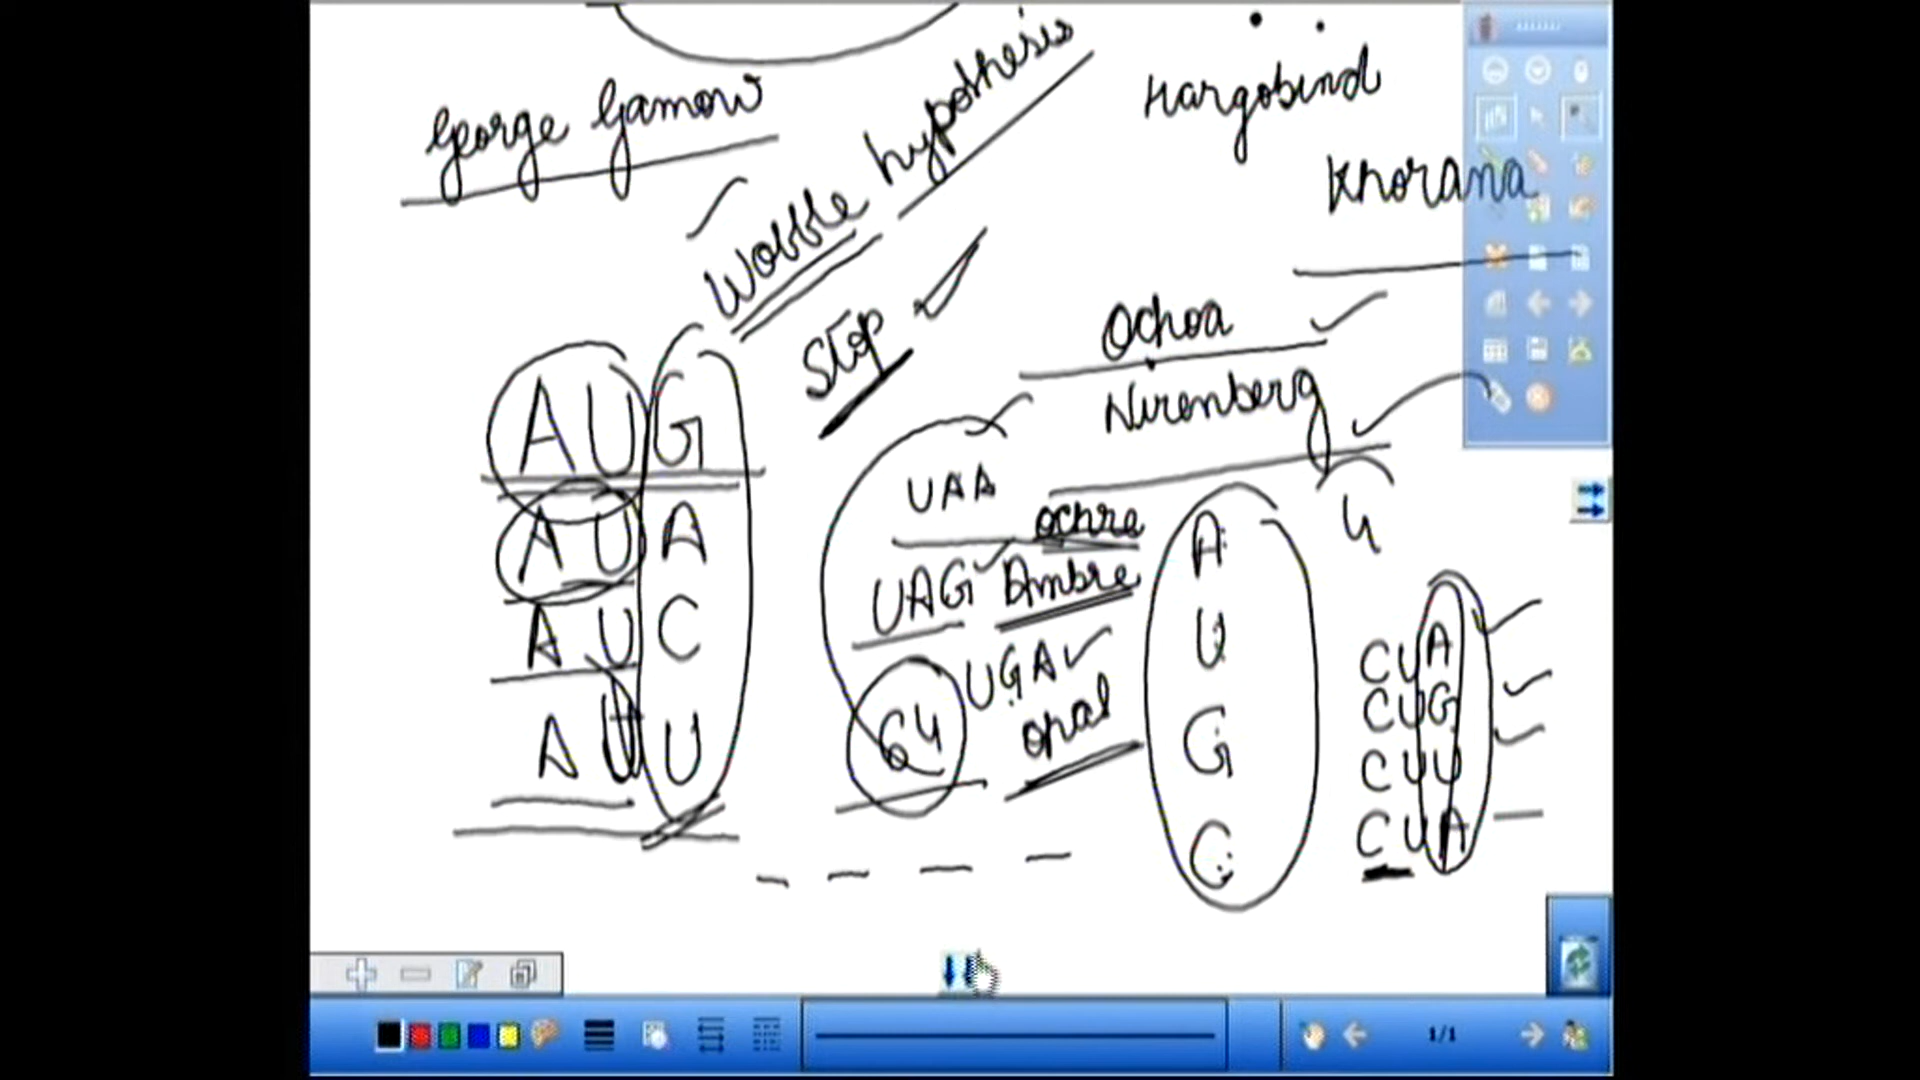 George Gamow
Wobble hypothesis
Hargobind
Khorana
Stop
Ochoa
Nirenberg
AUG
AUA
AUC
AUU
UAA
ochre
UAG Ambre
UGA
opal
64
A
U
G
C
4
CUA
CUG
CUU
CUA
1/1